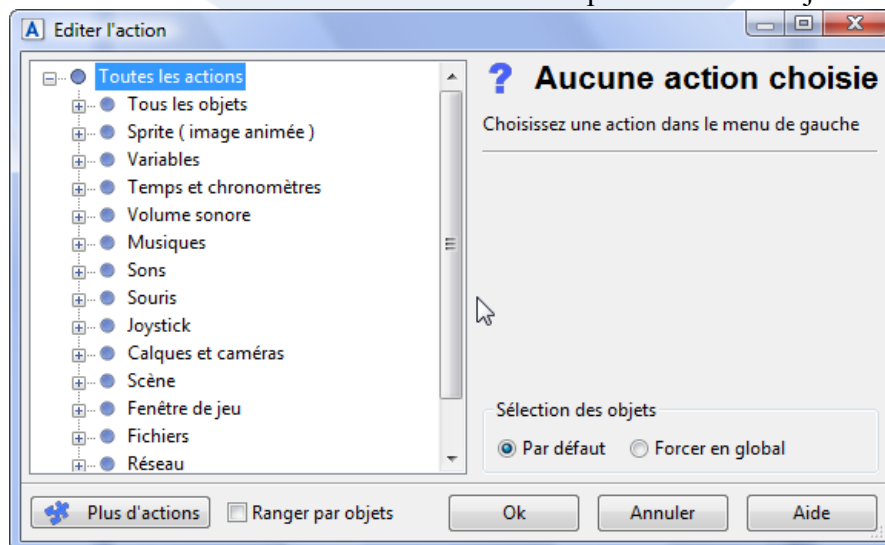 Editer l'action
Toutes les actions
Tous les objets
Sprite ( image animée )
Variables
Temps et chronomètres
Volume sonore
Musiques
Sons
Souris
Joystick
Calques et caméras
Scène
Fenêtre de jeu
Fichiers
Réseau
? Aucune action choisie
Choisissez une action dans le menu de gauche
Sélection des objets
Par défaut Forcer en global
Plus d'actions Ranger par objets Ok Annuler Aide